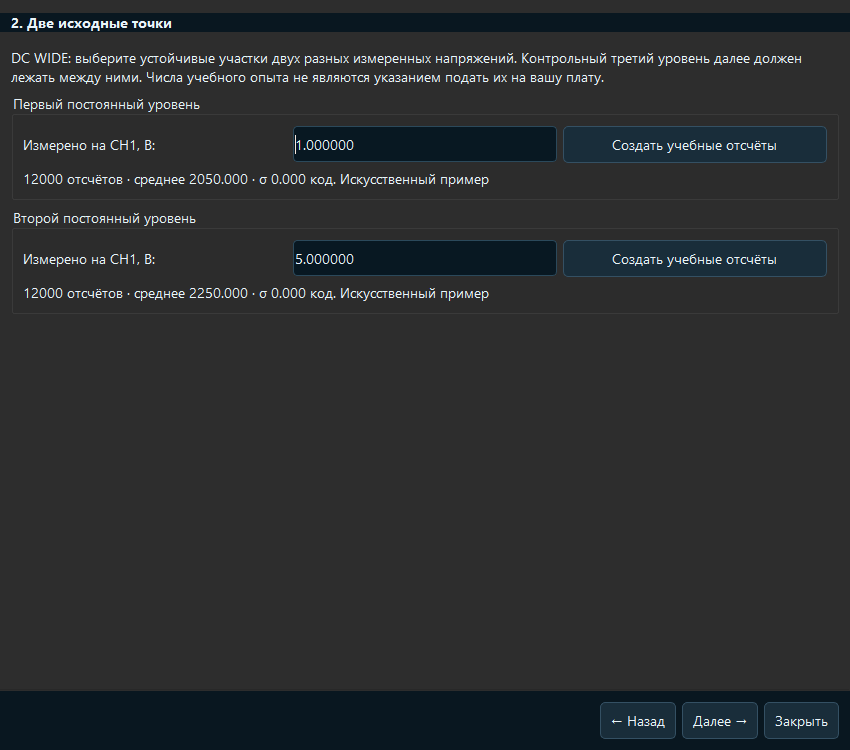 2. Две исходные точки
DC WIDE: выберите устойчивые участки двух разных измеренных напряжений. Контрольный третий уровень далее должен
лежать между ними. Числа учебного опыта не являются указанием подать их на вашу плату.
Первый постоянный уровень
Измерено на CH1, В: 1.000000 Создать учебные отсчёты
12000 отсчётов · среднее 2050.000 · σ 0.000 код. Искусственный пример
Второй постоянный уровень
Измерено на CH1, В: 5.000000 Создать учебные отсчёты
12000 отсчётов · среднее 2250.000 · σ 0.000 код. Искусственный пример
← Назад Далее → Закрыть